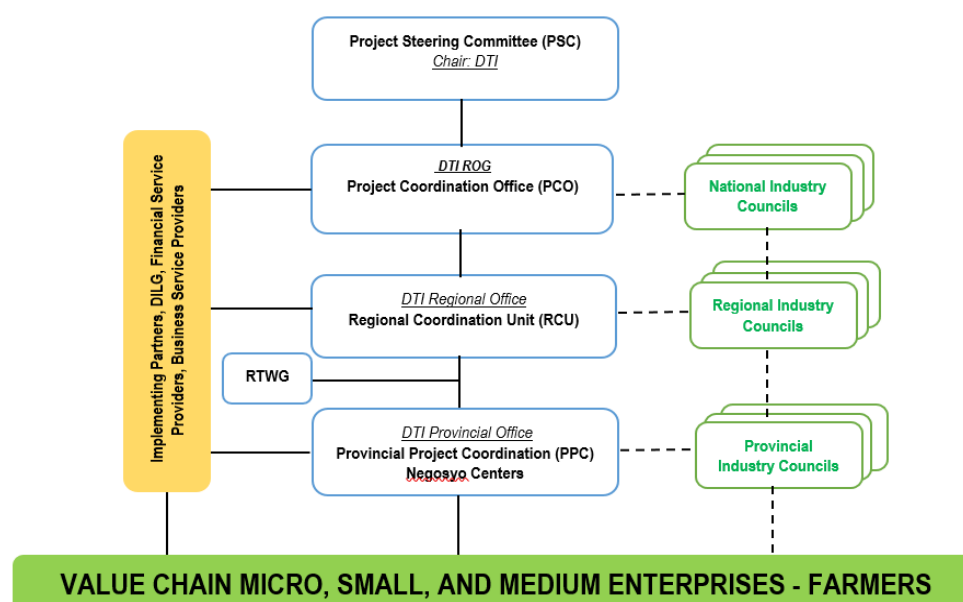 Project Steering Committee (PSC)
Chair: DTI
Implementing Partners, DILG, Financial Service
Providers, Business Service Providers
DTI ROG
Project Coordination Office (PCO)
National Industry
Councils
DTI Regional Office
Regional Coordination Unit (RCU)
Regional Industry
Councils
RTWG
DTI Provincial Office
Provincial Project Coordination (PPC)
Negosyo Centers
Provincial
Industry Councils
VALUE CHAIN MICRO, SMALL, AND MEDIUM ENTERPRISES - FARMERS